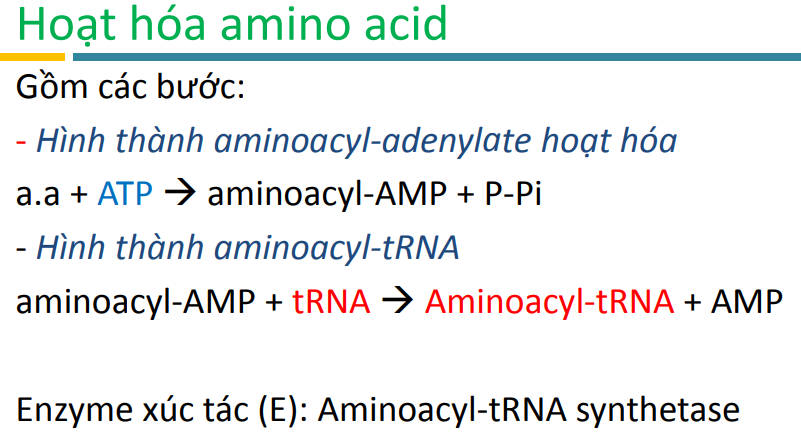 Hoạt hóa amino acid
Gồm các bước:
- Hình thành aminoacyl-adenylate hoạt hóa
a.a + ATP → aminoacyl-AMP + P-Pi
- Hình thành aminoacyl-tRNA
aminoacyl-AMP + tRNA → Aminoacyl-tRNA + AMP
Enzyme xúc tác (E): Aminoacyl-tRNA synthetase